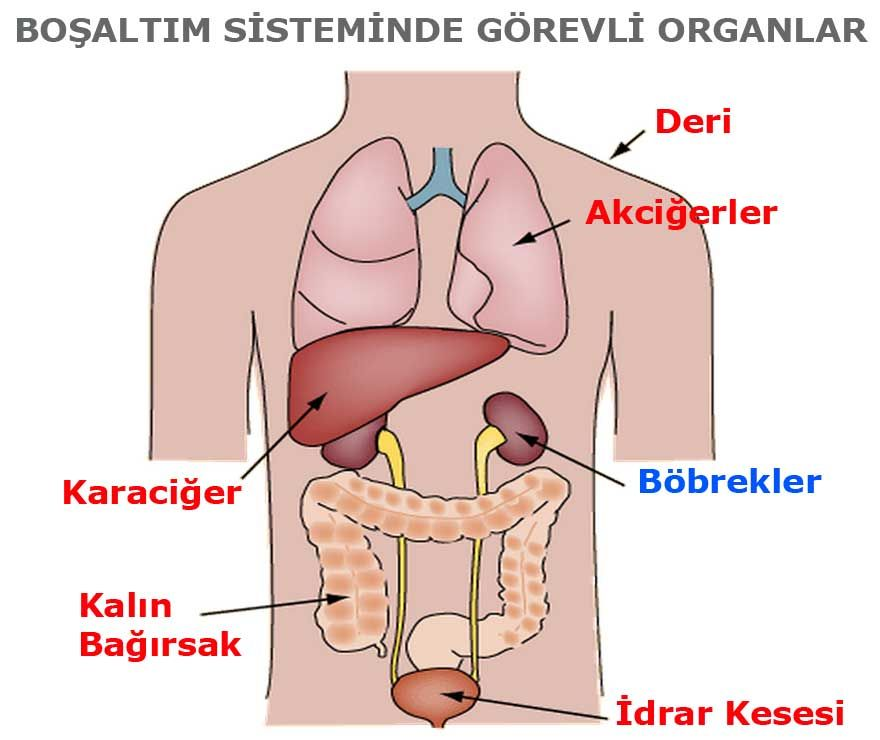 BOŞALTIM SİSTEMİNDE GÖREVLİ ORGANLAR
Deri
Akciğerler
Karaciğer
Böbrekler
Kalın
Bağırsak
İdrar Kesesi